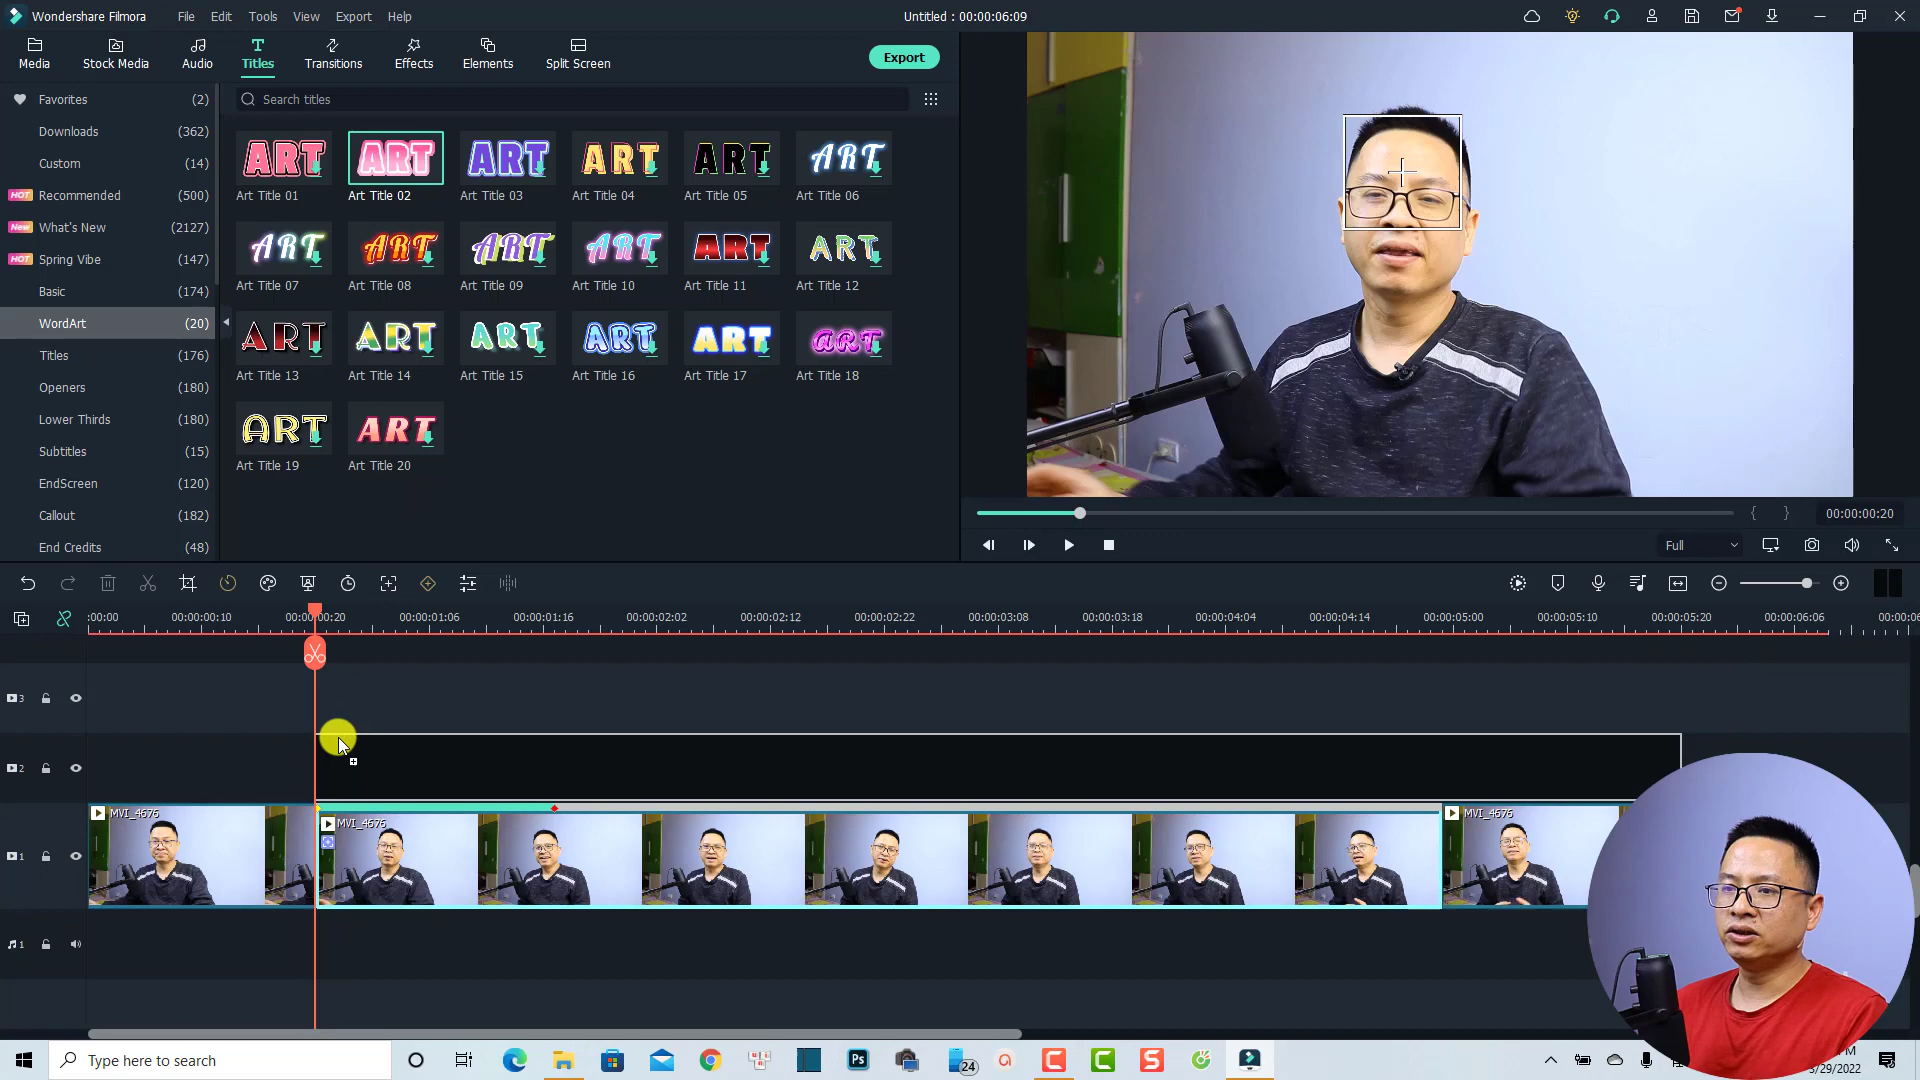 Wondershare Filmora File Edit Tools View Export Help Untitled : 00:00:06:09
Media Stock Media Audio Titles Transitions Effects Elements Split Screen Export
Favorites (2) Search titles
Downloads (362)
Custom (14)
HOT Recommended (500)
New What's New (2127)
HOT Spring Vibe (147)
Basic (174)
WordArt (20)
Titles (176)
Openers (180)
Lower Thirds (180)
Subtitles (15)
EndScreen (120)
Callout (182)
End Credits (48)
ART ART ART ART ART ART
Art Title 01 Art Title 02 Art Title 03 Art Title 04 Art Title 05 Art Title 06
ART ART ART ART ART ART
Art Title 07 Art Title 08 Art Title 09 Art Title 10 Art Title 11 Art Title 12
ART ART ART ART ART ART
Art Title 13 Art Title 14 Art Title 15 Art Title 16 Art Title 17 Art Title 18
ART ART
Art Title 19 Art Title 20
{ } 00:00:00:20
Full
:00:00 00:00:00:10 00:00:00:20 00:00:01:06 00:00:01:16 00:00:02:02 00:00:02:12 00:00:02:22 00:00:03:08 00:00:03:18 00:00:04:04 00:00:04:14 00:00:05:00 00:00:05:10 00:00:05:20 00:00:06:06 00:00:0
3
2
MVI_4676 MVI_4676 MVI_4676
1
1
Type here to search Ps 24
/29/2022